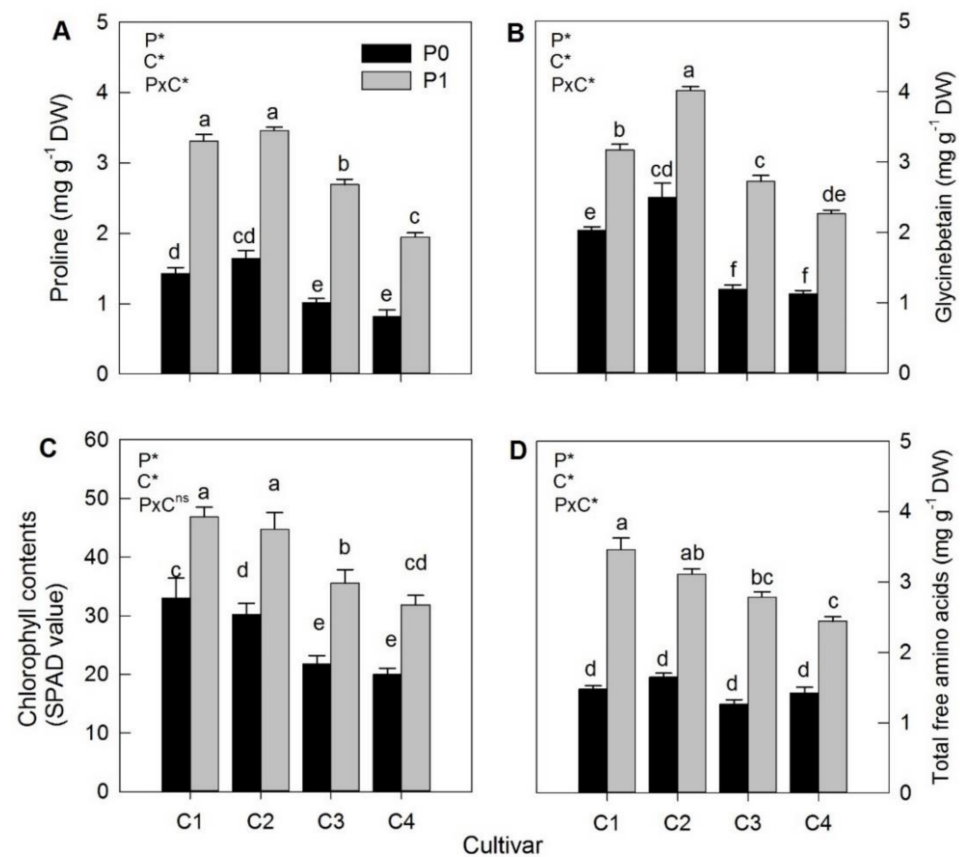 A
P*
C*
PxC*
P0
P1
5
4
3
2
1
0
Proline (mg g⁻¹ DW)
d
a
cd
a
e
b
e
c
B
P*
C*
PxC*
5
4
3
2
1
0
Glycinebetain (mg g⁻¹ DW)
e
b
cd
a
f
c
f
de
C
P*
C*
PxCⁿˢ
60
50
40
30
20
10
0
Chlorophyll contents
(SPAD value)
c
a
d
a
e
b
e
cd
C1 C2 C3 C4
D
P*
C*
PxC*
5
4
3
2
1
0
Total free amino acids (mg g⁻¹ DW)
d
a
d
ab
d
bc
d
c
C1 C2 C3 C4
Cultivar